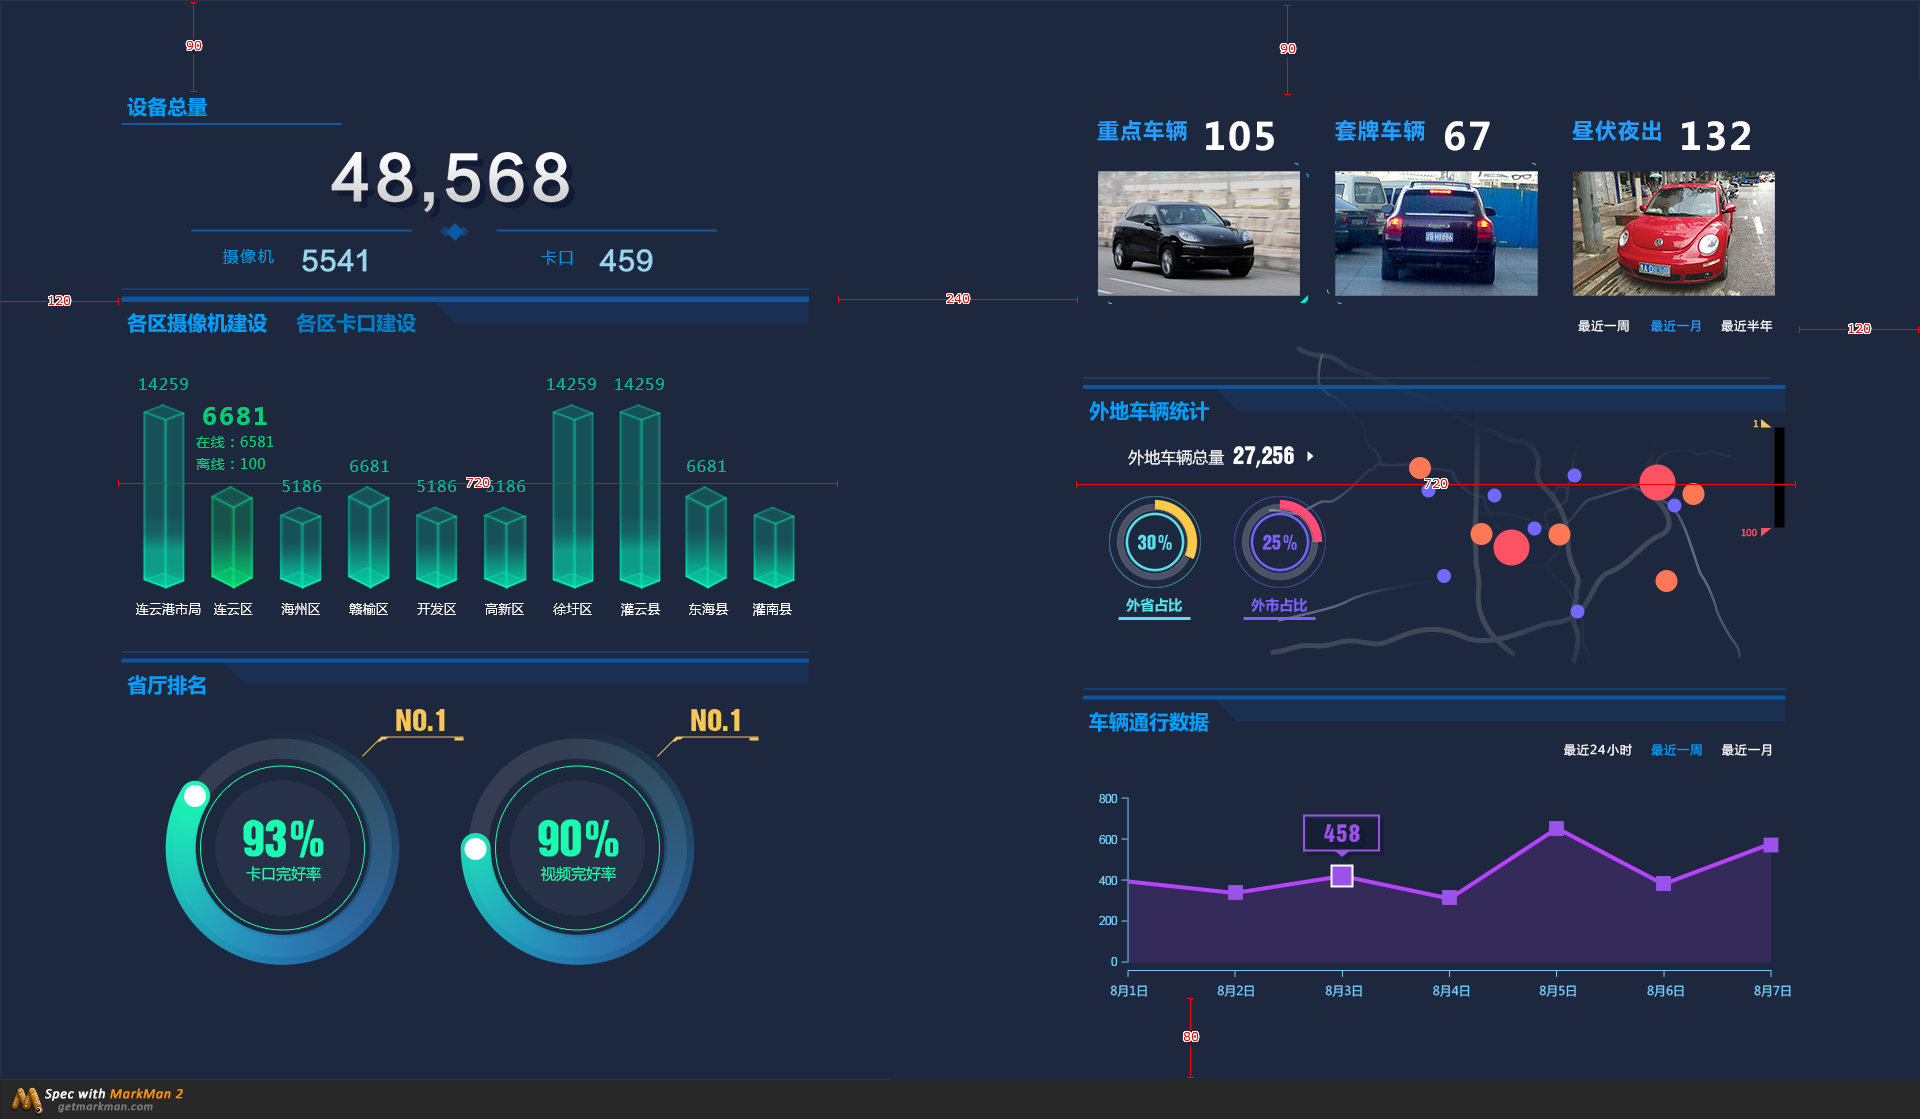 90
90
设备总量
48,568
摄像机 5541
卡口 459
120
240
各区摄像机建设 各区卡口建设
14259
6681
在线：6581
离线：100
5186
6681
5186
5186
14259
14259
6681
720
连云港市局 连云区 海州区 赣榆区 开发区 高新区 徐圩区 灌云县 东海县 灌南县
省厅排名
NO.1
93%
卡口完好率
NO.1
90%
视频完好率
重点车辆 105
套牌车辆 67
昼伏夜出 132
最近一周 最近一月 最近半年
120
外地车辆统计
外地车辆总量 27,256
1
100
720
30%
外省占比
25%
外市占比
车辆通行数据
最近24小时 最近一周 最近一月
800
600
400
200
0
458
8月1日 8月2日 8月3日 8月4日 8月5日 8月6日 8月7日
80
Spec with MarkMan 2
getmarkman.com